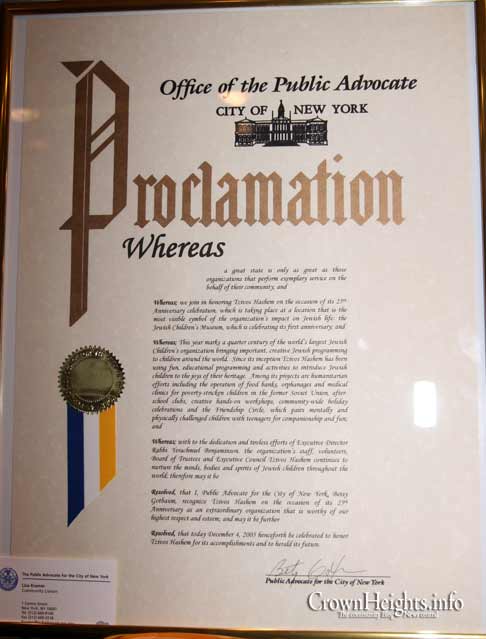 Office of the Public Advocate
CITY OF NEW YORK
Proclamation
Whereas
a great state is only as great as those
organizations that perform exemplary service on the
behalf of their community; and
Whereas; we join in honoring Tzivos Hashem on the occasion of its 25th
Anniversary celebration, which is taking place at a location that is the
most visible symbol of the organization's impact on Jewish life: the
Jewish Children's Museum, which is celebrating its first anniversary; and
Whereas; This year marks a quarter century of the world's largest Jewish
Children's organization bringing important, creative Jewish programming
to children around the world. Since its inception Tzivos Hashem has been
using fun, educational programming and activities to introduce Jewish
children to the joys of their heritage. Among its projects are humanitarian
efforts including the operation of food banks, orphanages and medical
clinics for poverty-stricken children in the former Soviet Union, after-
school clubs, creative hands-on workshops, community-wide holiday
celebrations and the Friendship Circle, which pairs mentally and
physically challenged children with teenagers for companionship and fun;
and
Whereas; with to the dedication and tireless efforts of Executive Director
Rabbi Yerachmiel Benjaminson, the organization's staff, volunteers,
Board of Trustees and Executive Council Tzivos Hashem continues to
nurture the minds, bodies and spirits of Jewish children throughout the
world; therefore may it be
Resolved, that I, Public Advocate for the City of New York, Betsy
Gotbaum, recognize Tzivos Hashem on the occasion of its 25th
Anniversary as an extraordinary organization that is worthy of our
highest respect and esteem; and may it be further
Resolved, that today December 4, 2005 henceforth be celebrated to honor
Tzivos Hashem for its accomplishments and to herald its future.
Public Advocate for the City of New York
The Public Advocate for the City of New York
Community Liaison
1 Centre Street
New York, NY 10007
CrownHeights.info